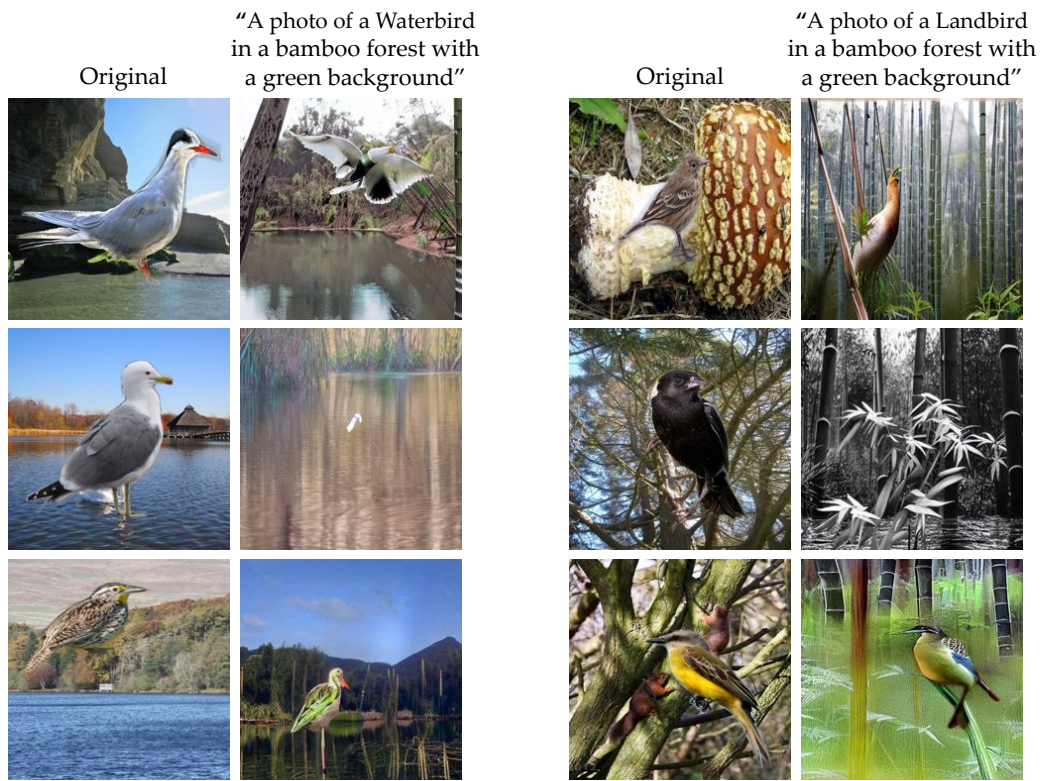 Original
“A photo of a Waterbird
in a bamboo forest with
a green background”
Original
“A photo of a Landbird
in a bamboo forest with
a green background”